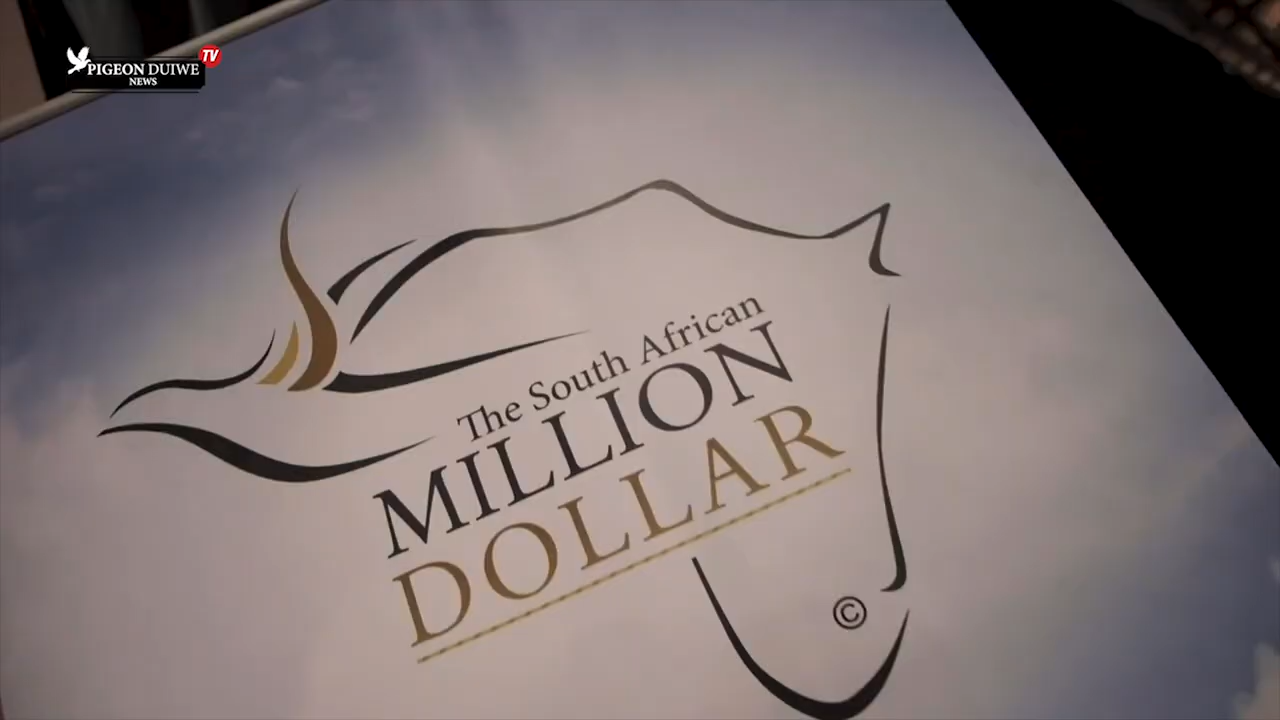 PIGEON DUIWE
TV
NEWS
The South African
MILLION
DOLLAR
©